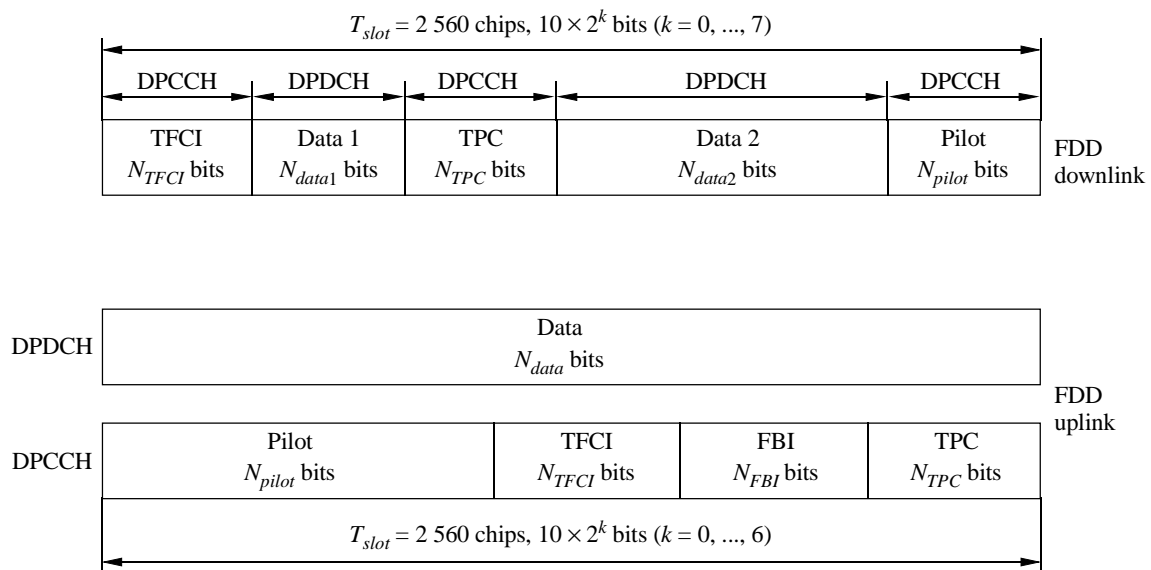 T_slot = 2 560 chips, 10 × 2^k bits (k = 0, ..., 7)
DPCCH DPDCH DPCCH DPDCH DPCCH
TFCI Data 1 TPC Data 2 Pilot
N_TFCI bits N_data1 bits N_TPC bits N_data2 bits N_pilot bits
FDD
downlink
Data
DPDCH
N_data bits
FDD
uplink
Pilot TFCI FBI TPC
DPCCH
N_pilot bits N_TFCI bits N_FBI bits N_TPC bits
T_slot = 2 560 chips, 10 × 2^k bits (k = 0, ..., 6)